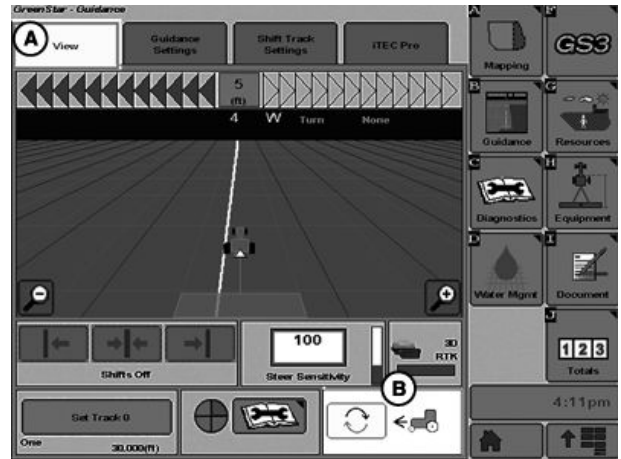 GreenStar - Guidance
A
View
Guidance
Settings
Shift Track
Settings
iTEC Pro
5
(ft)
4 W Turn None
Shifts Off
100
Steer Sensitivity
3D
RTK
B
Set Track 0
One
30.000(ft)
A
Mapping
F
GS3
B
Guidance
G
Resources
C
Diagnostics
H
Equipment
D
Water Mgmt
I
Document
J
123
Totals
4:11pm